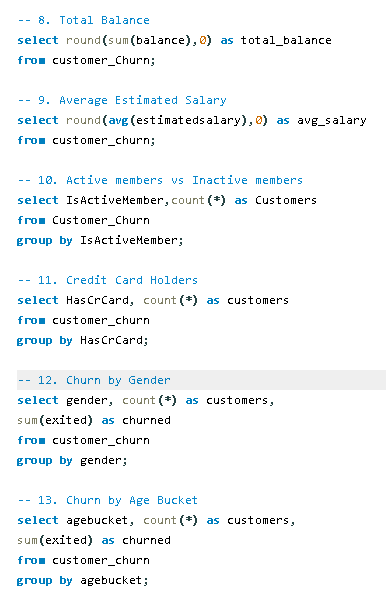 -- 8. Total Balance
select round(sum(balance),0) as total_balance
from customer_Churn;
-- 9. Average Estimated Salary
select round(avg(estimatedsalary),0) as avg_salary
from customer_churn;
-- 10. Active members vs Inactive members
select IsActiveMember,count(*) as Customers
from Customer_Churn
group by IsActiveMember;
-- 11. Credit Card Holders
select HasCrCard, count(*) as customers
from customer_churn
group by HasCrCard;
-- 12. Churn by Gender
select gender, count(*) as customers,
sum(exited) as churned
from customer_churn
group by gender;
-- 13. Churn by Age Bucket
select agebucket, count(*) as customers,
sum(exited) as churned
from customer_churn
group by agebucket;